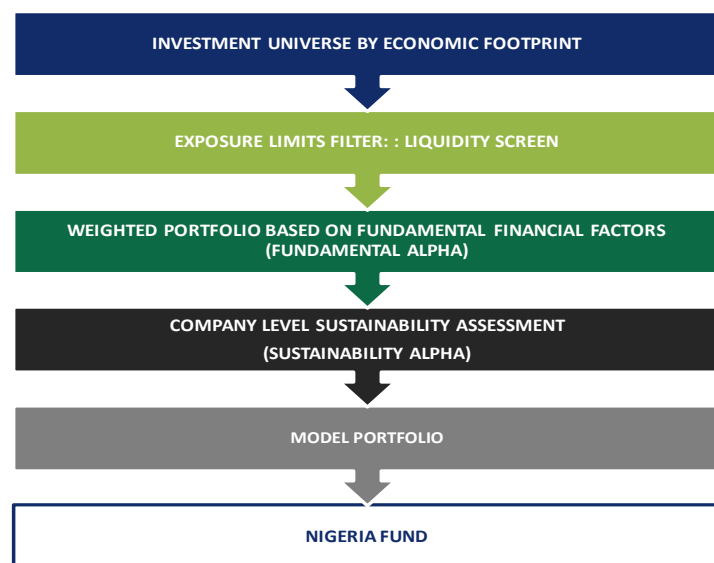 INVESTMENT UNIVERSE BY ECONOMIC FOOTPRINT
EXPOSURE LIMITS FILTER: : LIQUIDITY SCREEN
WEIGHTED PORTFOLIO BASED ON FUNDAMENTAL FINANCIAL FACTORS
(FUNDAMENTAL ALPHA)
COMPANY LEVEL SUSTAINABILITY ASSESSMENT
(SUSTAINABILITY ALPHA)
MODEL PORTFOLIO
NIGERIA FUND